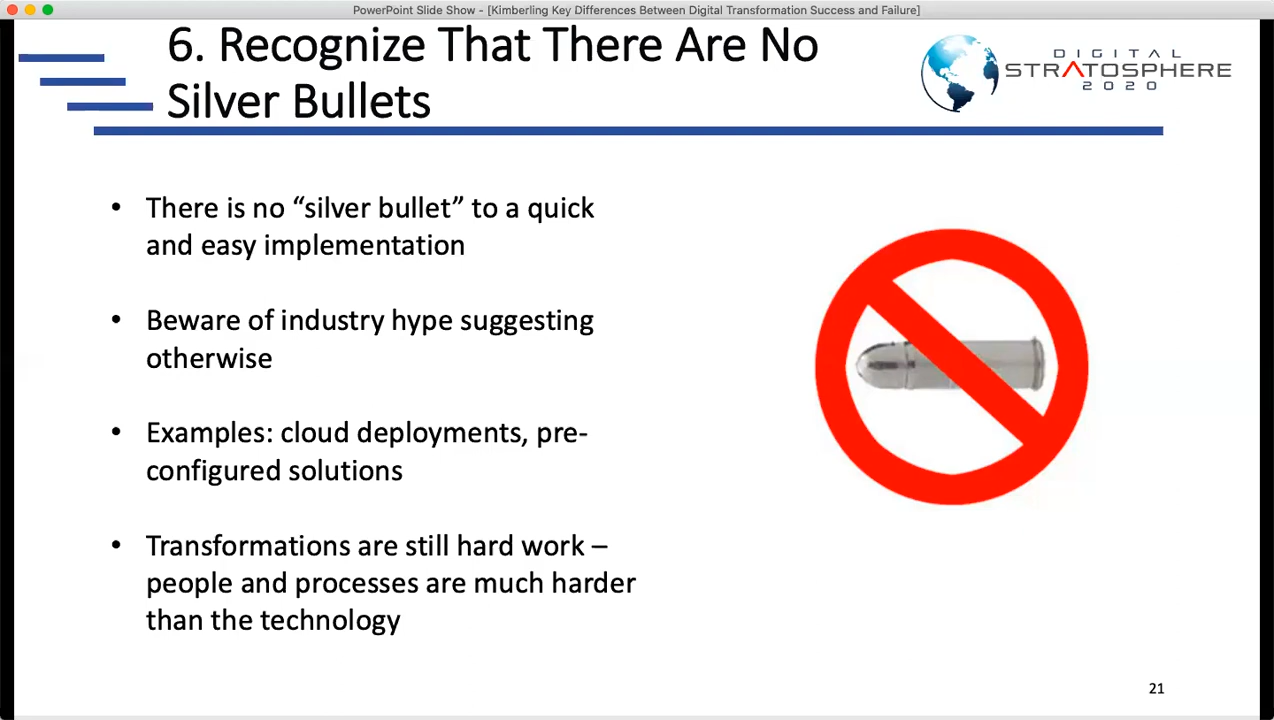 PowerPoint Slide Show - [Kimberling Key Differences Between Digital Transformation Success and Failure]
6. Recognize That There Are No
Silver Bullets
DIGITAL
STRATOSPHERE
2020
• There is no “silver bullet” to a quick
and easy implementation
• Beware of industry hype suggesting
otherwise
• Examples: cloud deployments, pre-
configured solutions
• Transformations are still hard work –
people and processes are much harder
than the technology
21